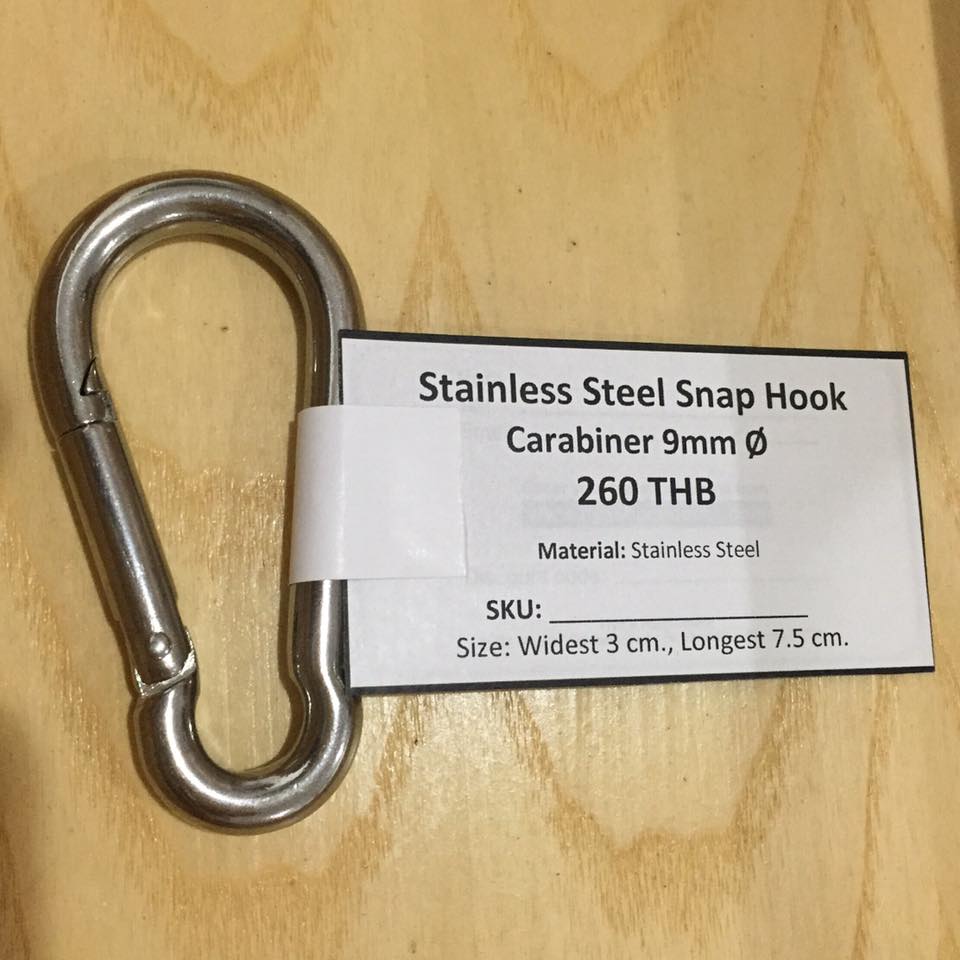 Stainless Steel Snap Hook
Carabiner 9mm Ø
260 THB
Material: Stainless Steel
SKU: ____________________
Size: Widest 3 cm., Longest 7.5 cm.